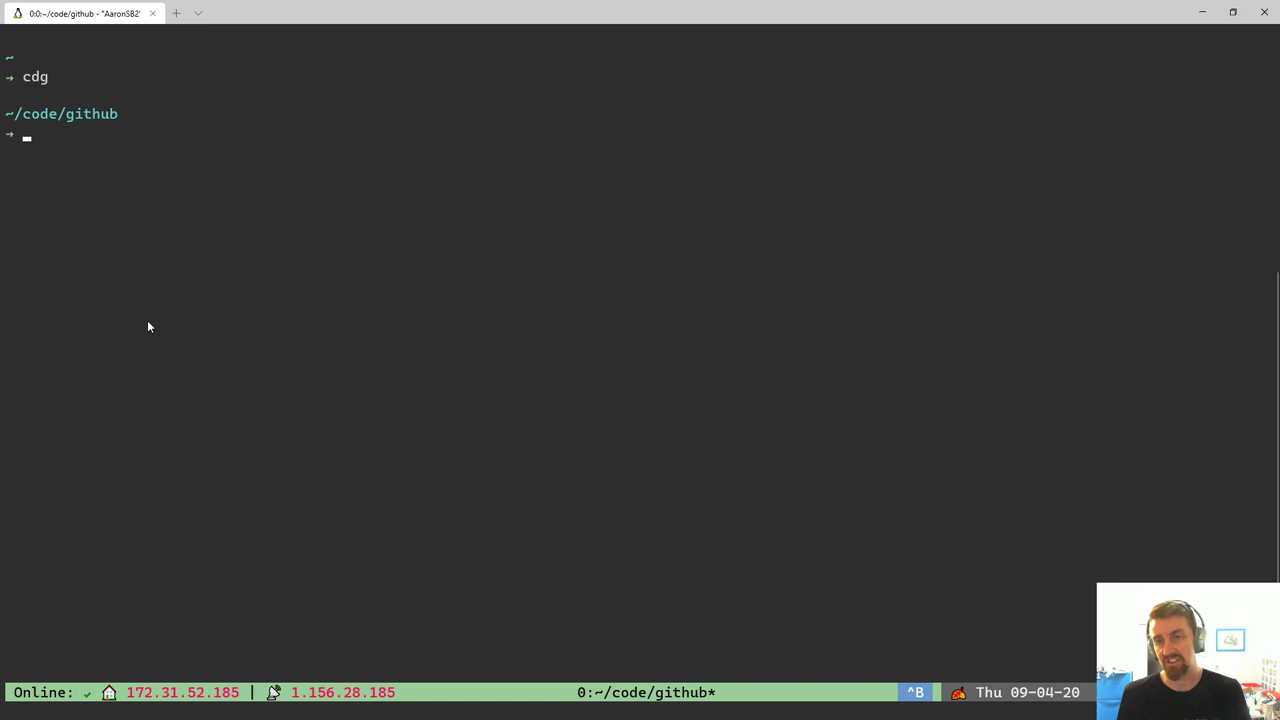 0:0:~/code/github - "AaronSB2"
~
→ cdg
~/code/github
→
Online: ✓ 172.31.52.185 | 1.156.28.185 0:~/code/github* ^B Thu 09-04-20